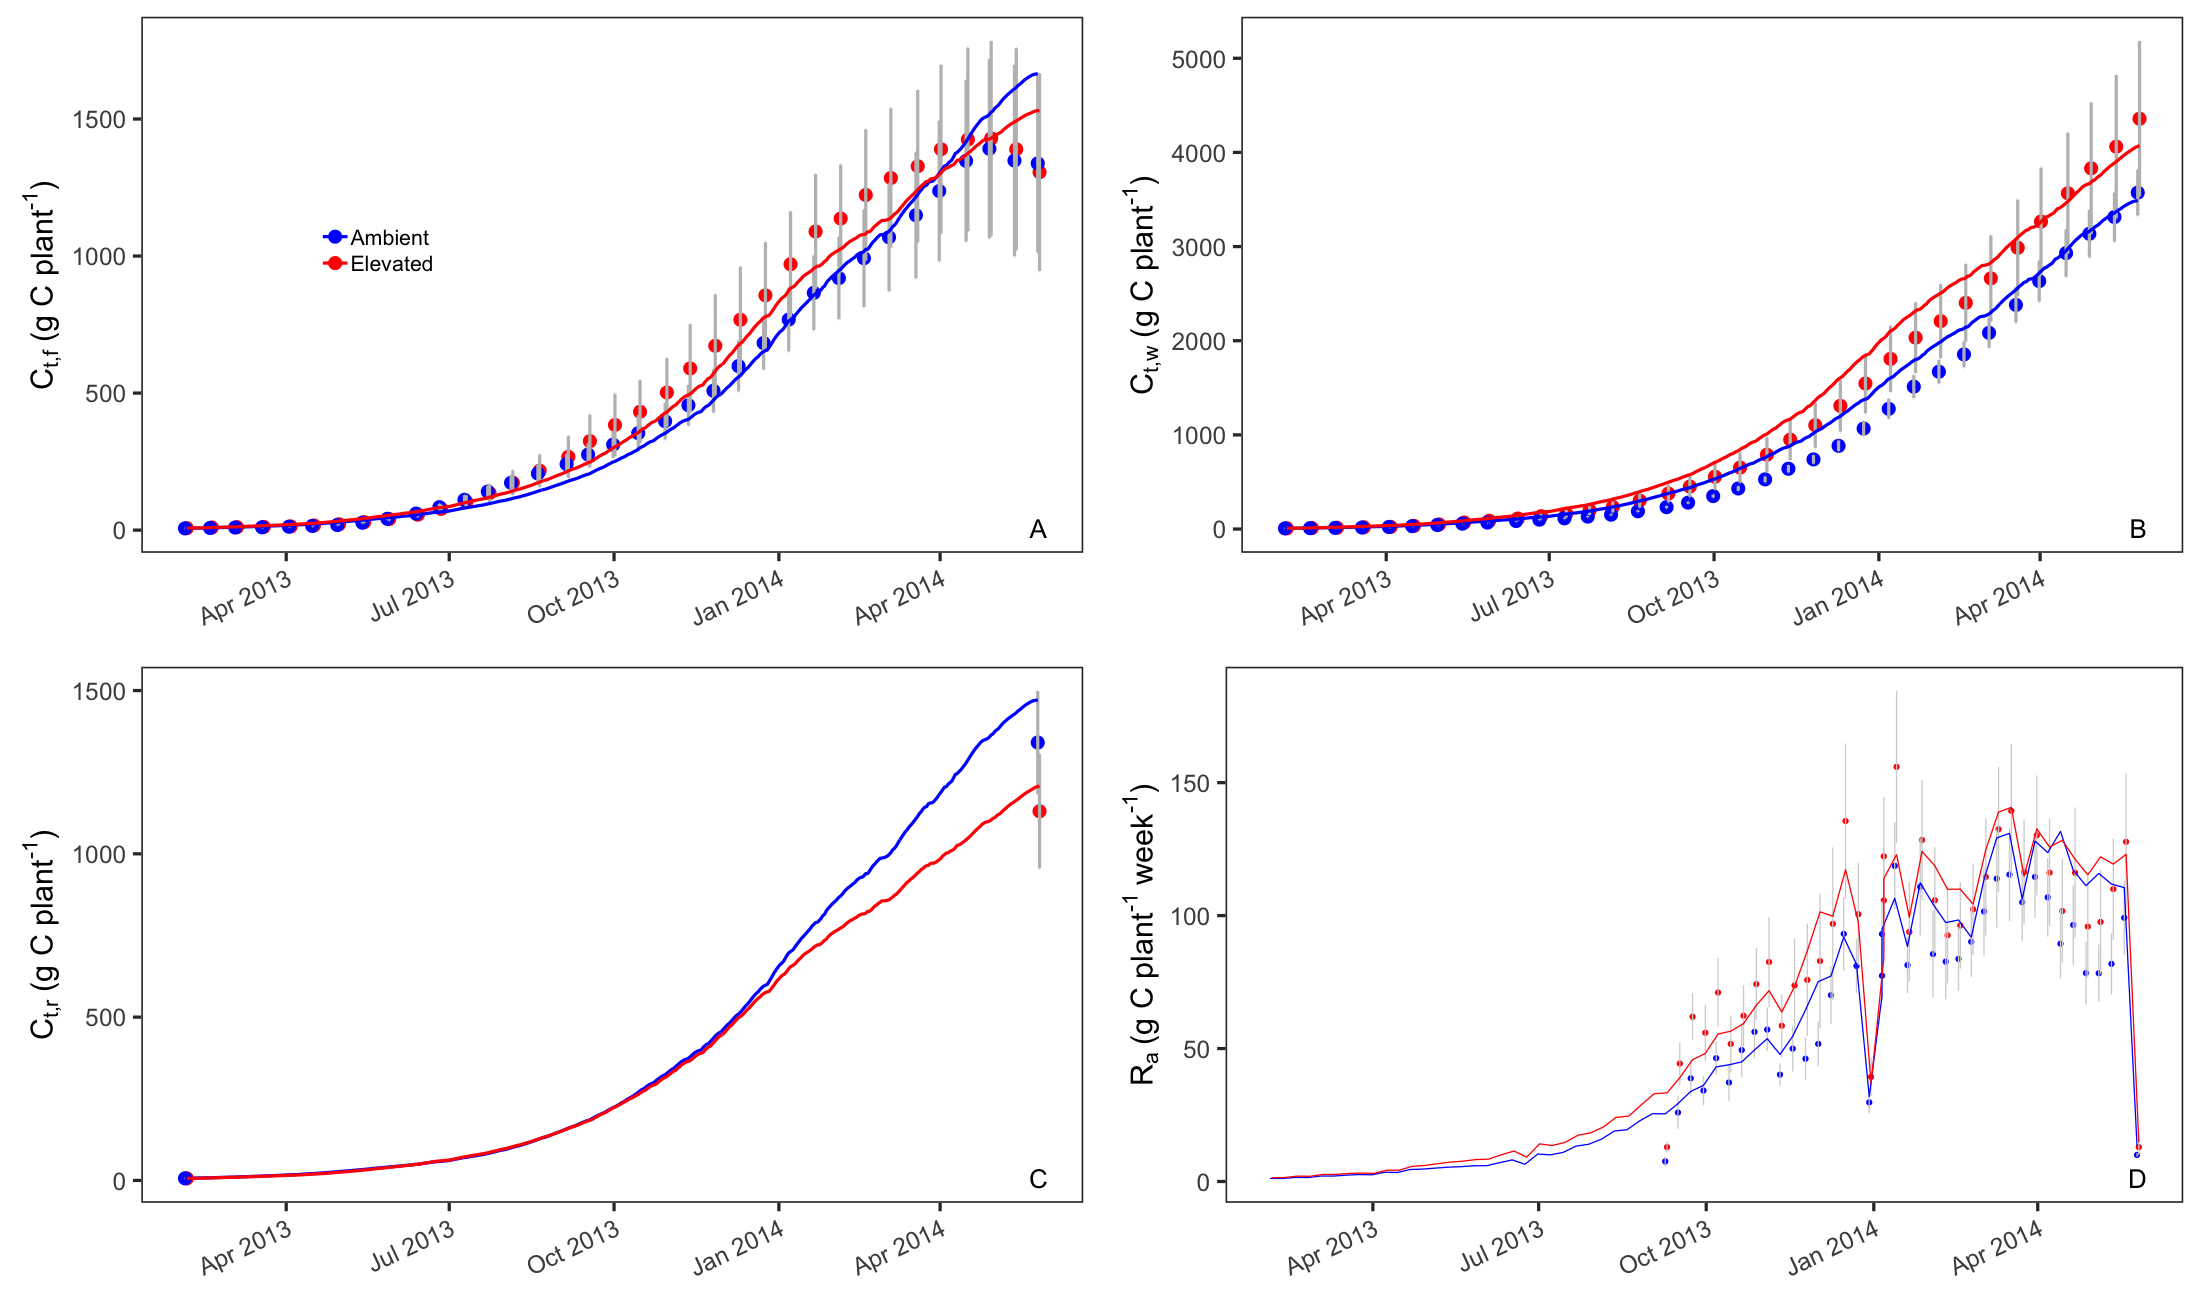 1500
1000
500
0
C_t,f (g C plant^-1)
Ambient
Elevated
A
Apr 2013
Jul 2013
Oct 2013
Jan 2014
Apr 2014
5000
4000
3000
2000
1000
0
C_t,w (g C plant^-1)
B
Apr 2013
Jul 2013
Oct 2013
Jan 2014
Apr 2014
1500
1000
500
0
C_t,r (g C plant^-1)
C
Apr 2013
Jul 2013
Oct 2013
Jan 2014
Apr 2014
150
100
50
0
R_a (g C plant^-1 week^-1)
D
Apr 2013
Jul 2013
Oct 2013
Jan 2014
Apr 2014